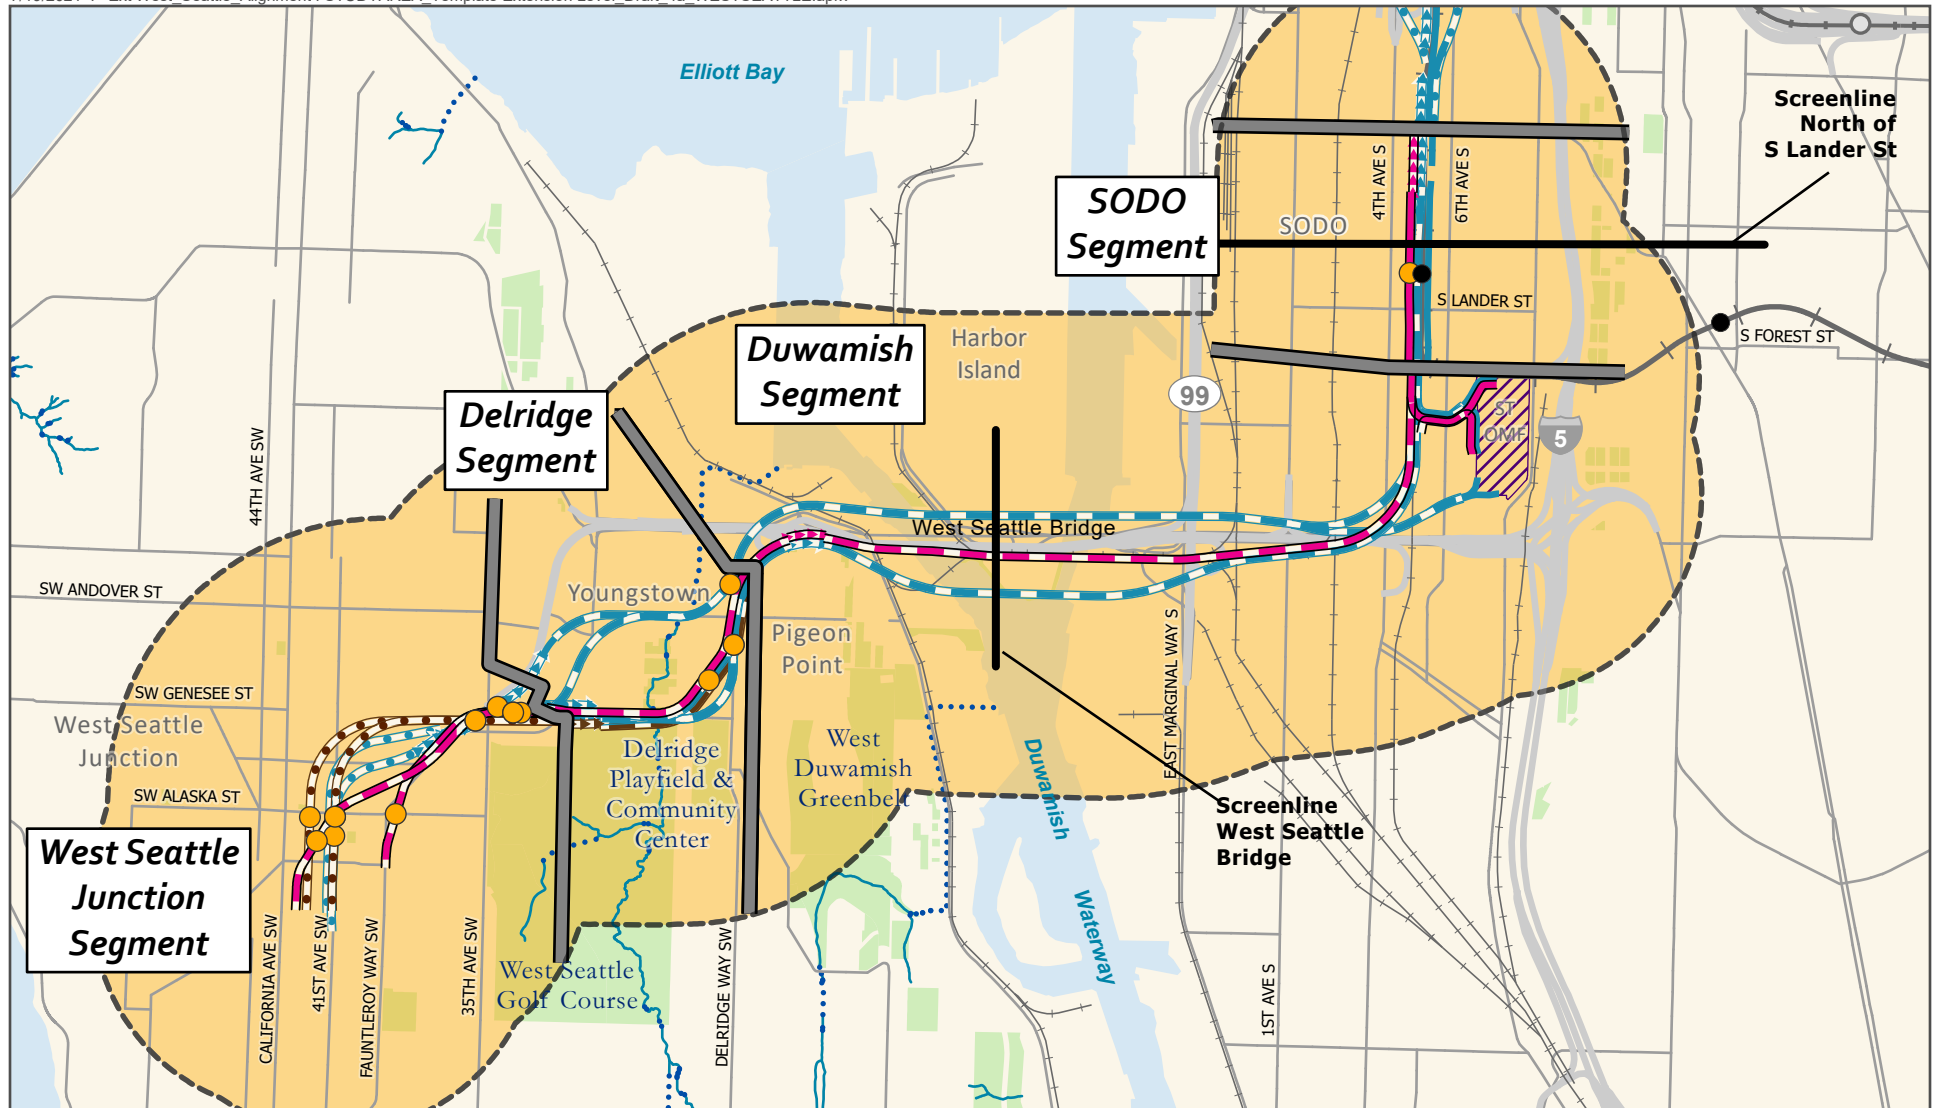 Elliott Bay
Screenline
North of
S Lander St
4TH AVE S
6TH AVE S
SODO
Segment
SODO
S LANDER ST
S FOREST ST
Duwamish
Segment
Harbor
Island
99
Delridge
Segment
ST
OMF
5
44TH AVE SW
West Seattle Bridge
SW ANDOVER ST
Youngstown
Pigeon
Point
EAST MARGINAL WAY S
SW GENESEE ST
West Seattle
Junction
SW ALASKA ST
Delridge
Playfield &
Community
Center
West
Duwamish
Greenbelt
Duwamish
Waterway
Screenline
West Seattle
Bridge
West Seattle
Junction
Segment
CALIFORNIA AVE SW
41ST AVE SW
FAUNTLEROY WAY SW
35TH AVE SW
West Seattle
Golf Course
DELRIDGE WAY SW
1ST AVE S